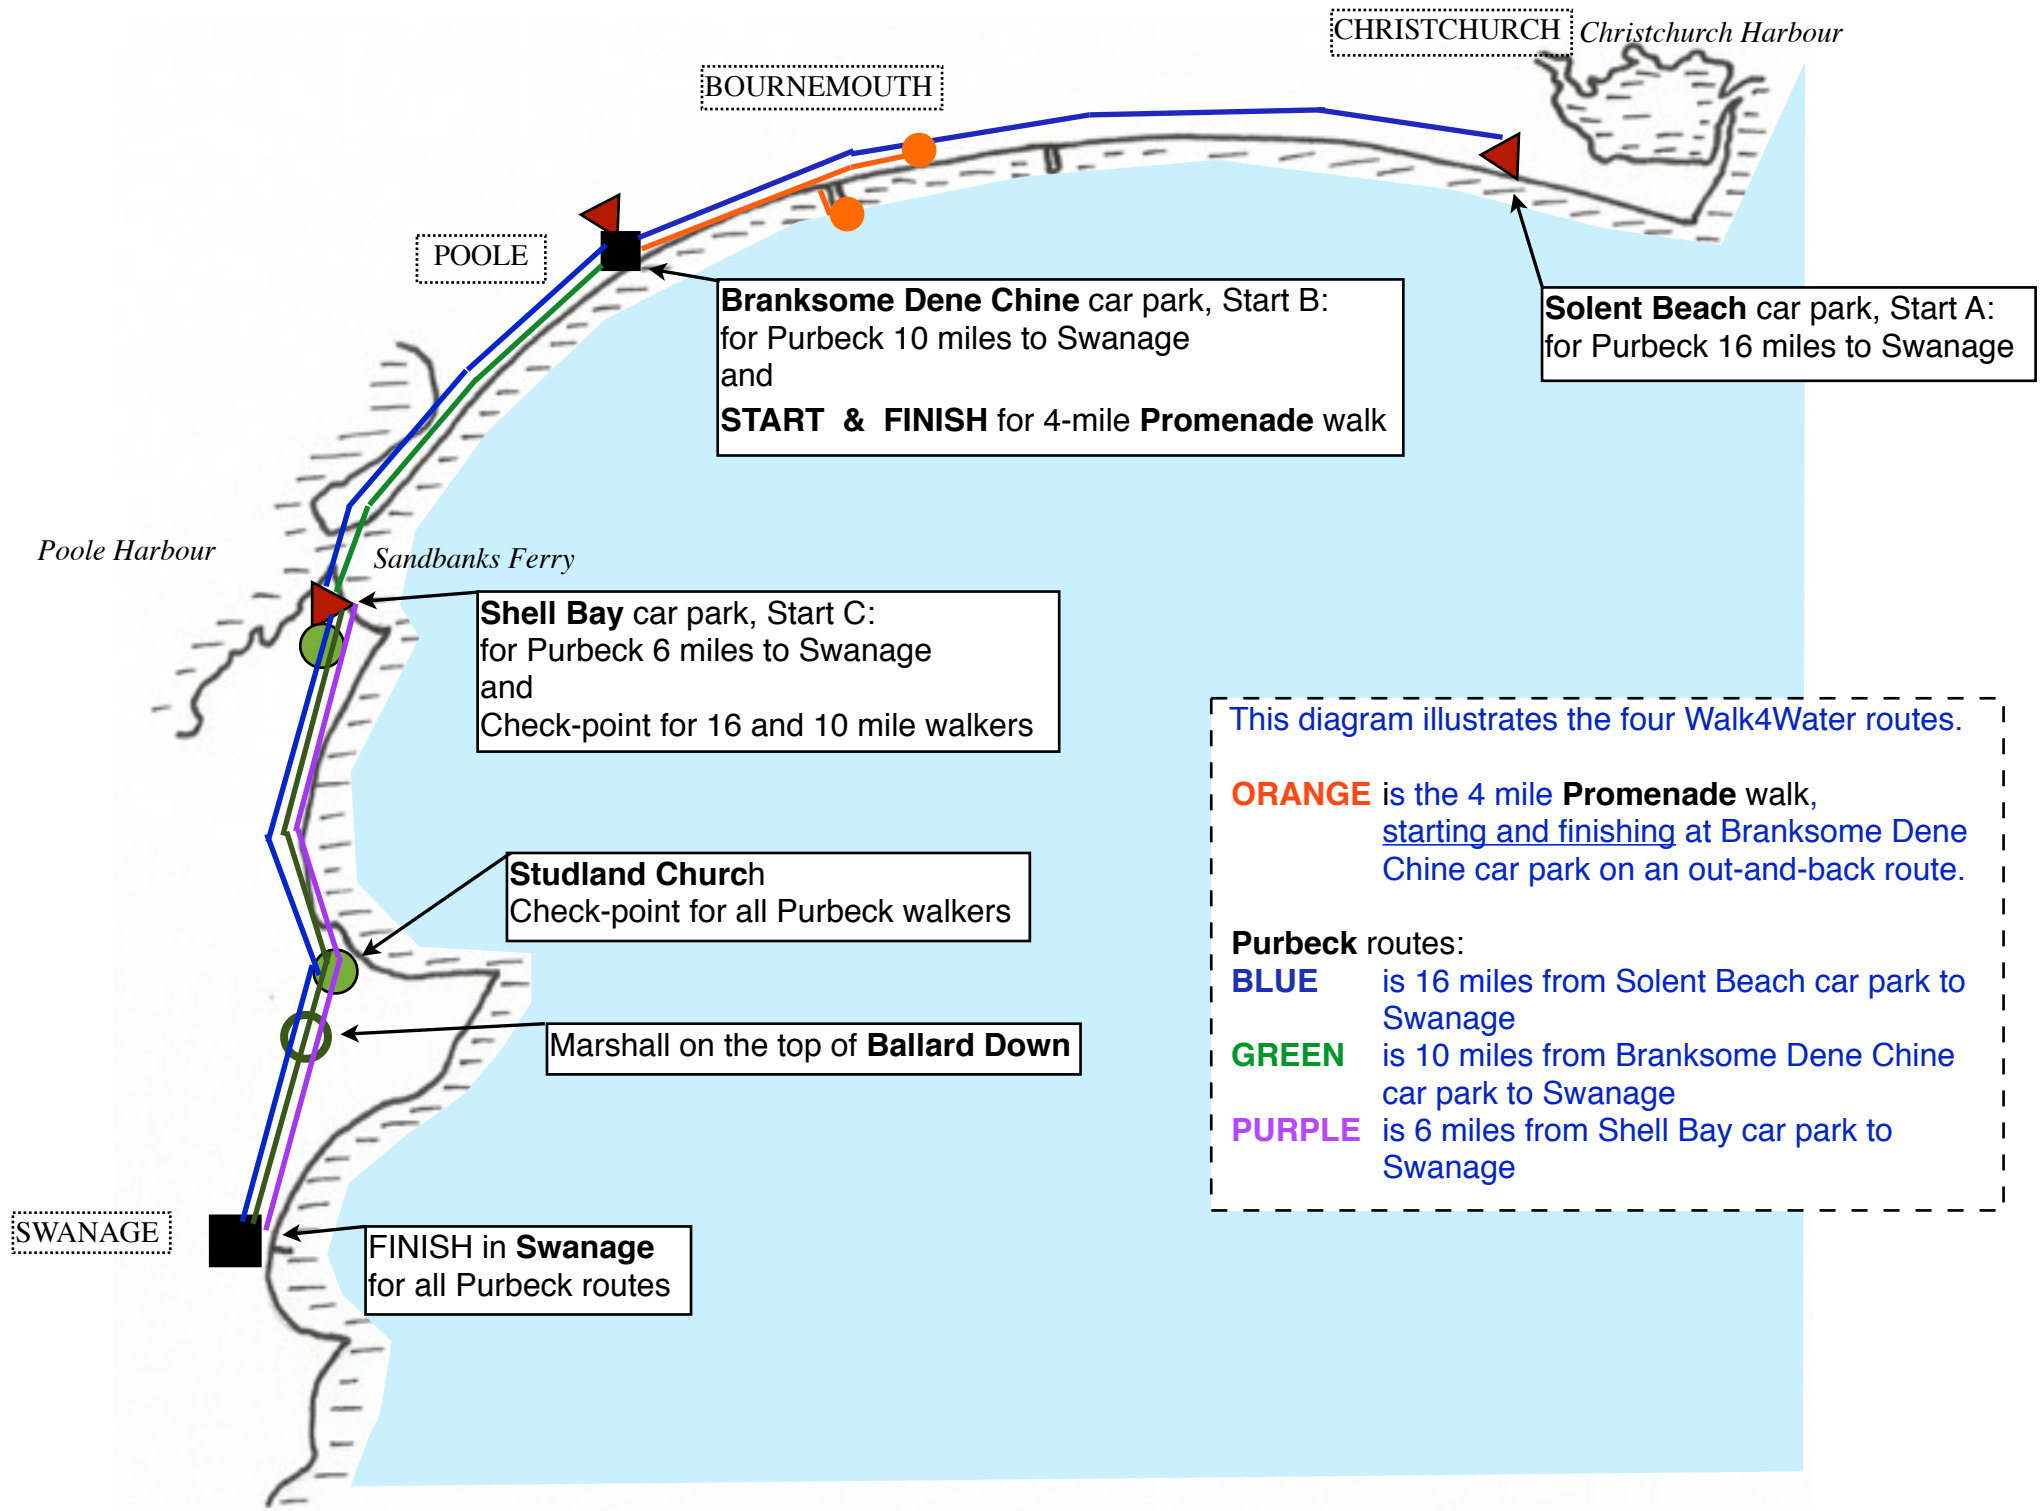 CHRISTCHURCH
Christchurch Harbour
BOURNEMOUTH
POOLE
Branksome Dene Chine car park, Start B:
for Purbeck 10 miles to Swanage
and
START & FINISH for 4-mile Promenade walk
Solent Beach car park, Start A:
for Purbeck 16 miles to Swanage
Poole Harbour
Sandbanks Ferry
Shell Bay car park, Start C:
for Purbeck 6 miles to Swanage
and
Check-point for 16 and 10 mile walkers
This diagram illustrates the four Walk4Water routes.
ORANGE is the 4 mile Promenade walk,
starting and finishing at Branksome Dene
Chine car park on an out-and-back route.
Purbeck routes:
BLUE is 16 miles from Solent Beach car park to
Swanage
GREEN is 10 miles from Branksome Dene Chine
car park to Swanage
PURPLE is 6 miles from Shell Bay car park to
Swanage
Studland Church
Check-point for all Purbeck walkers
Marshall on the top of Ballard Down
SWANAGE
FINISH in Swanage
for all Purbeck routes